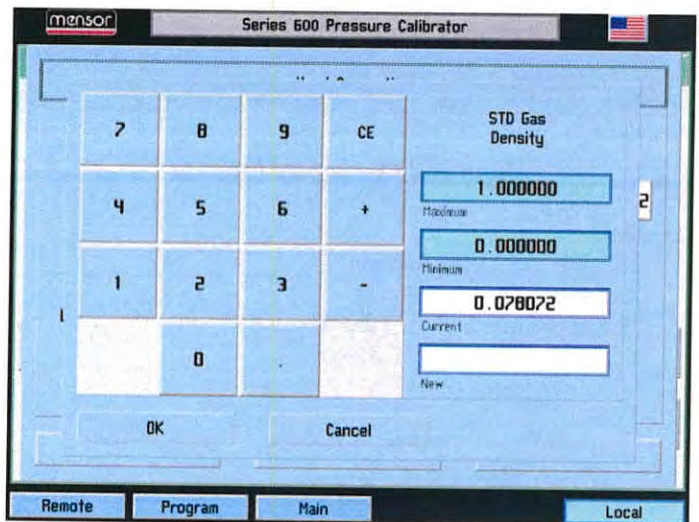 mensor
Series 600 Pressure Calibrator
7 8 9 CE
4 5 6 +
1 2 3 -
0 .
STD Gas
Density
1.000000
Maximum
0.000000
Minimum
0.078072
Current
New
2
OK Cancel
Remote Program Main Local